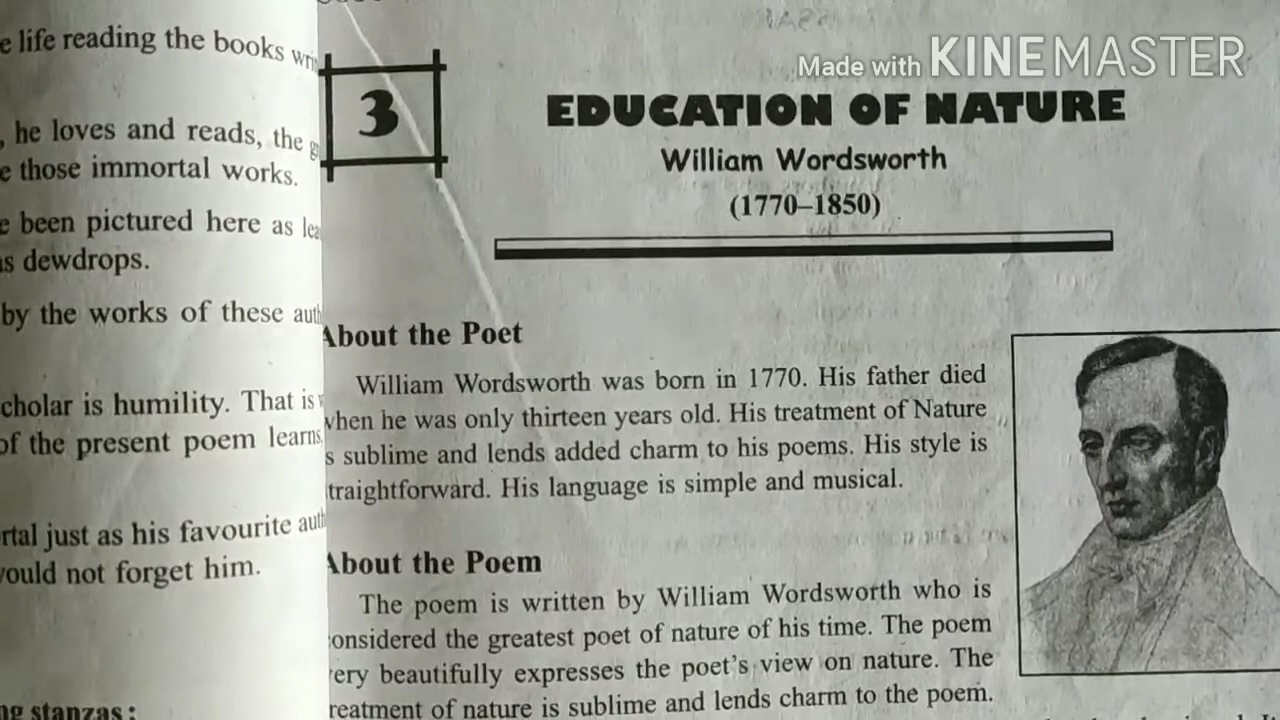 e life reading the books
, he loves and reads, the
e those immortal works.
e been pictured here as
as dewdrops.
by the works of these
cholar is humility. That is
of the present poem learns
rtal just as his favourite
would not forget him.
ng stanzas:
Made with KINEMASTER
3
EDUCATION OF NATURE
William Wordsworth
(1770–1850)
About the Poet
William Wordsworth was born in 1770. His father died
when he was only thirteen years old. His treatment of Nature
s sublime and lends added charm to his poems. His style is
traightforward. His language is simple and musical.
About the Poem
The poem is written by William Wordsworth who is
onsidered the greatest poet of nature of his time. The poem
ery beautifully expresses the poet's view on nature. The
reatment of nature is sublime and lends charm to the poem.